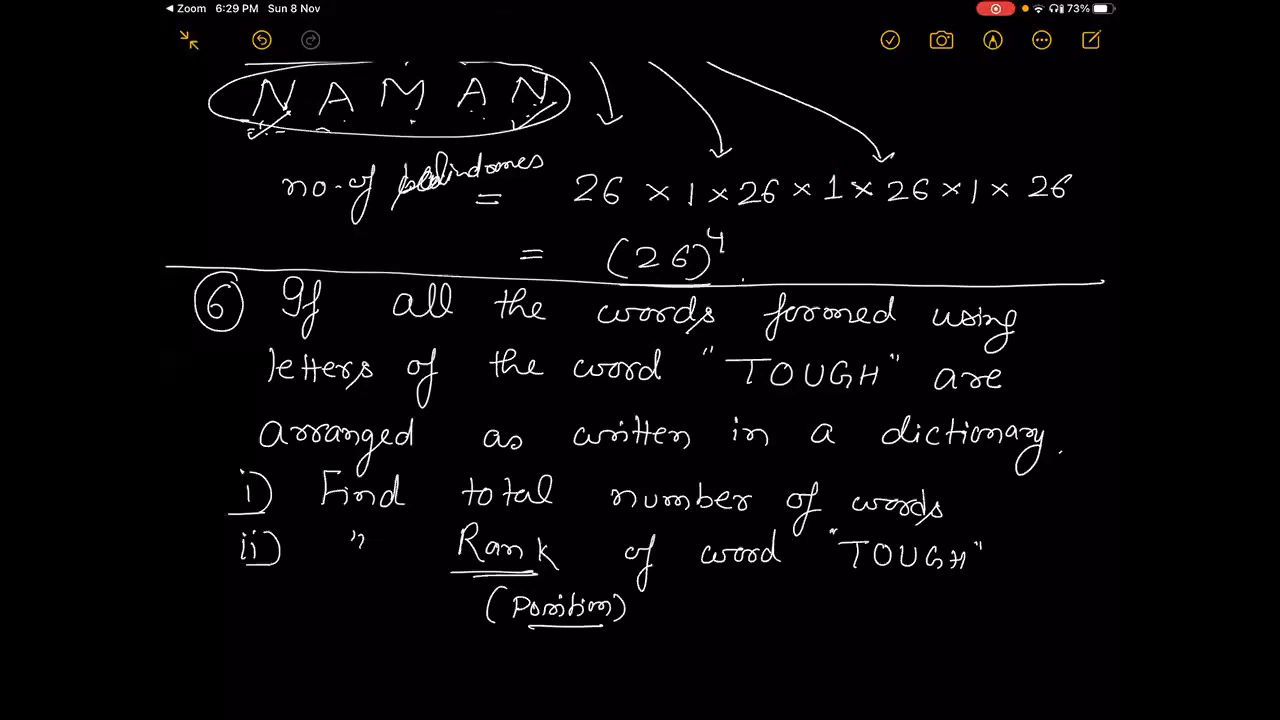 Zoom 6:29 PM Sun 8 Nov 73%
N A M A N
no. of = 26 × 1 × 26 × 1 × 26 × 1 × 26
= (26)^4
6 If all the words formed using
letters of the word "TOUGH" are
arranged as written in a dictionary.
i) Find total number of words
ii) " Rank of word "TOUGH"
(Position)